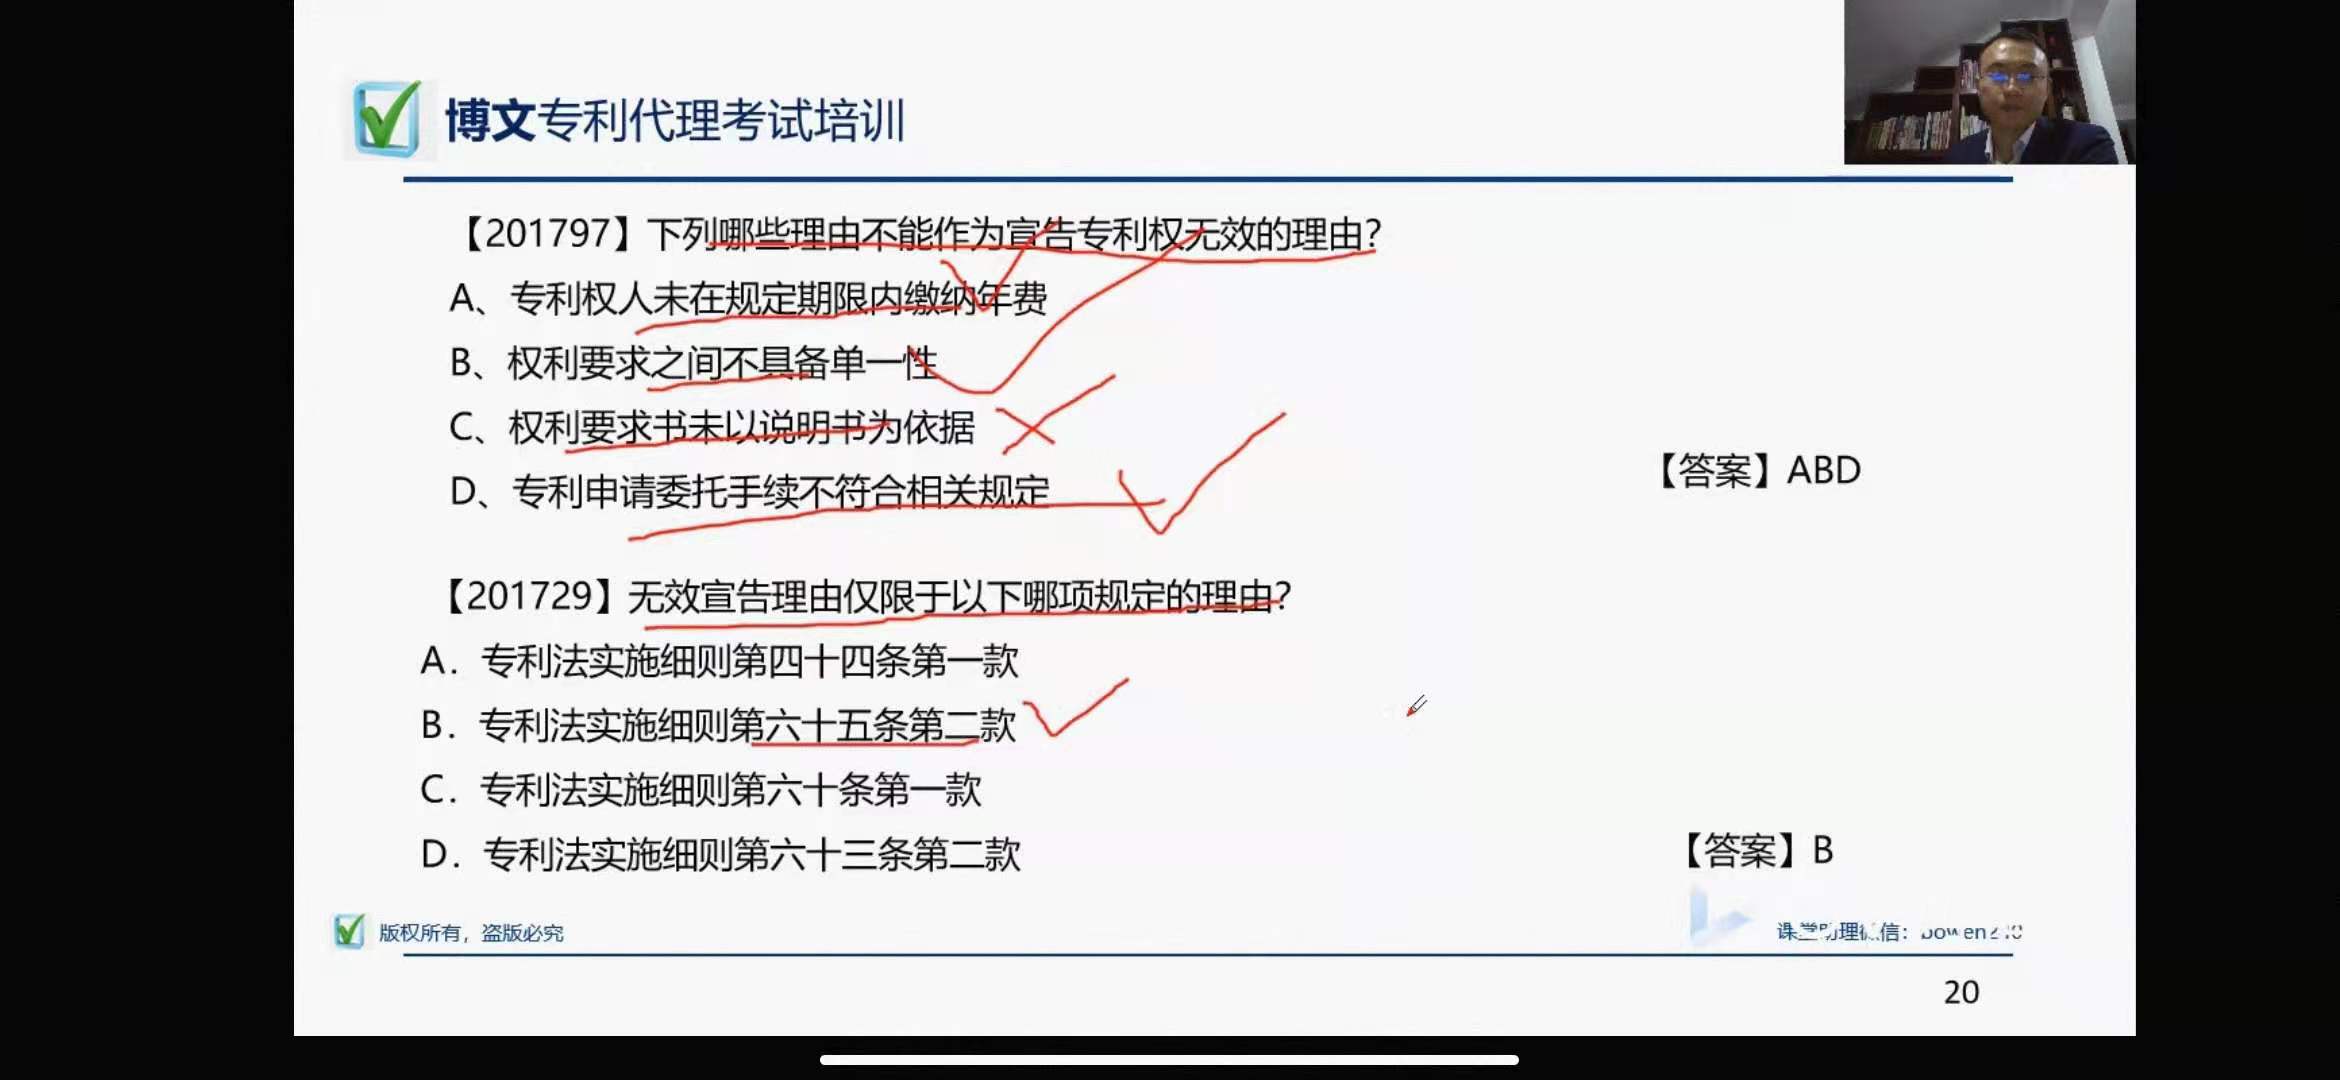 博文专利代理考试培训
【201797】下列哪些理由不能作为宣告专利权无效的理由?
A、专利权人未在规定期限内缴纳年费
B、权利要求之间不具备单一性
C、权利要求书未以说明书为依据
D、专利申请委托手续不符合相关规定
【答案】ABD
【201729】无效宣告理由仅限于以下哪项规定的理由?
A. 专利法实施细则第四十四条第一款
B. 专利法实施细则第六十五条第二款
C. 专利法实施细则第六十条第一款
D. 专利法实施细则第六十三条第二款
【答案】B
版权所有，盗版必究
课堂助理微信：
20